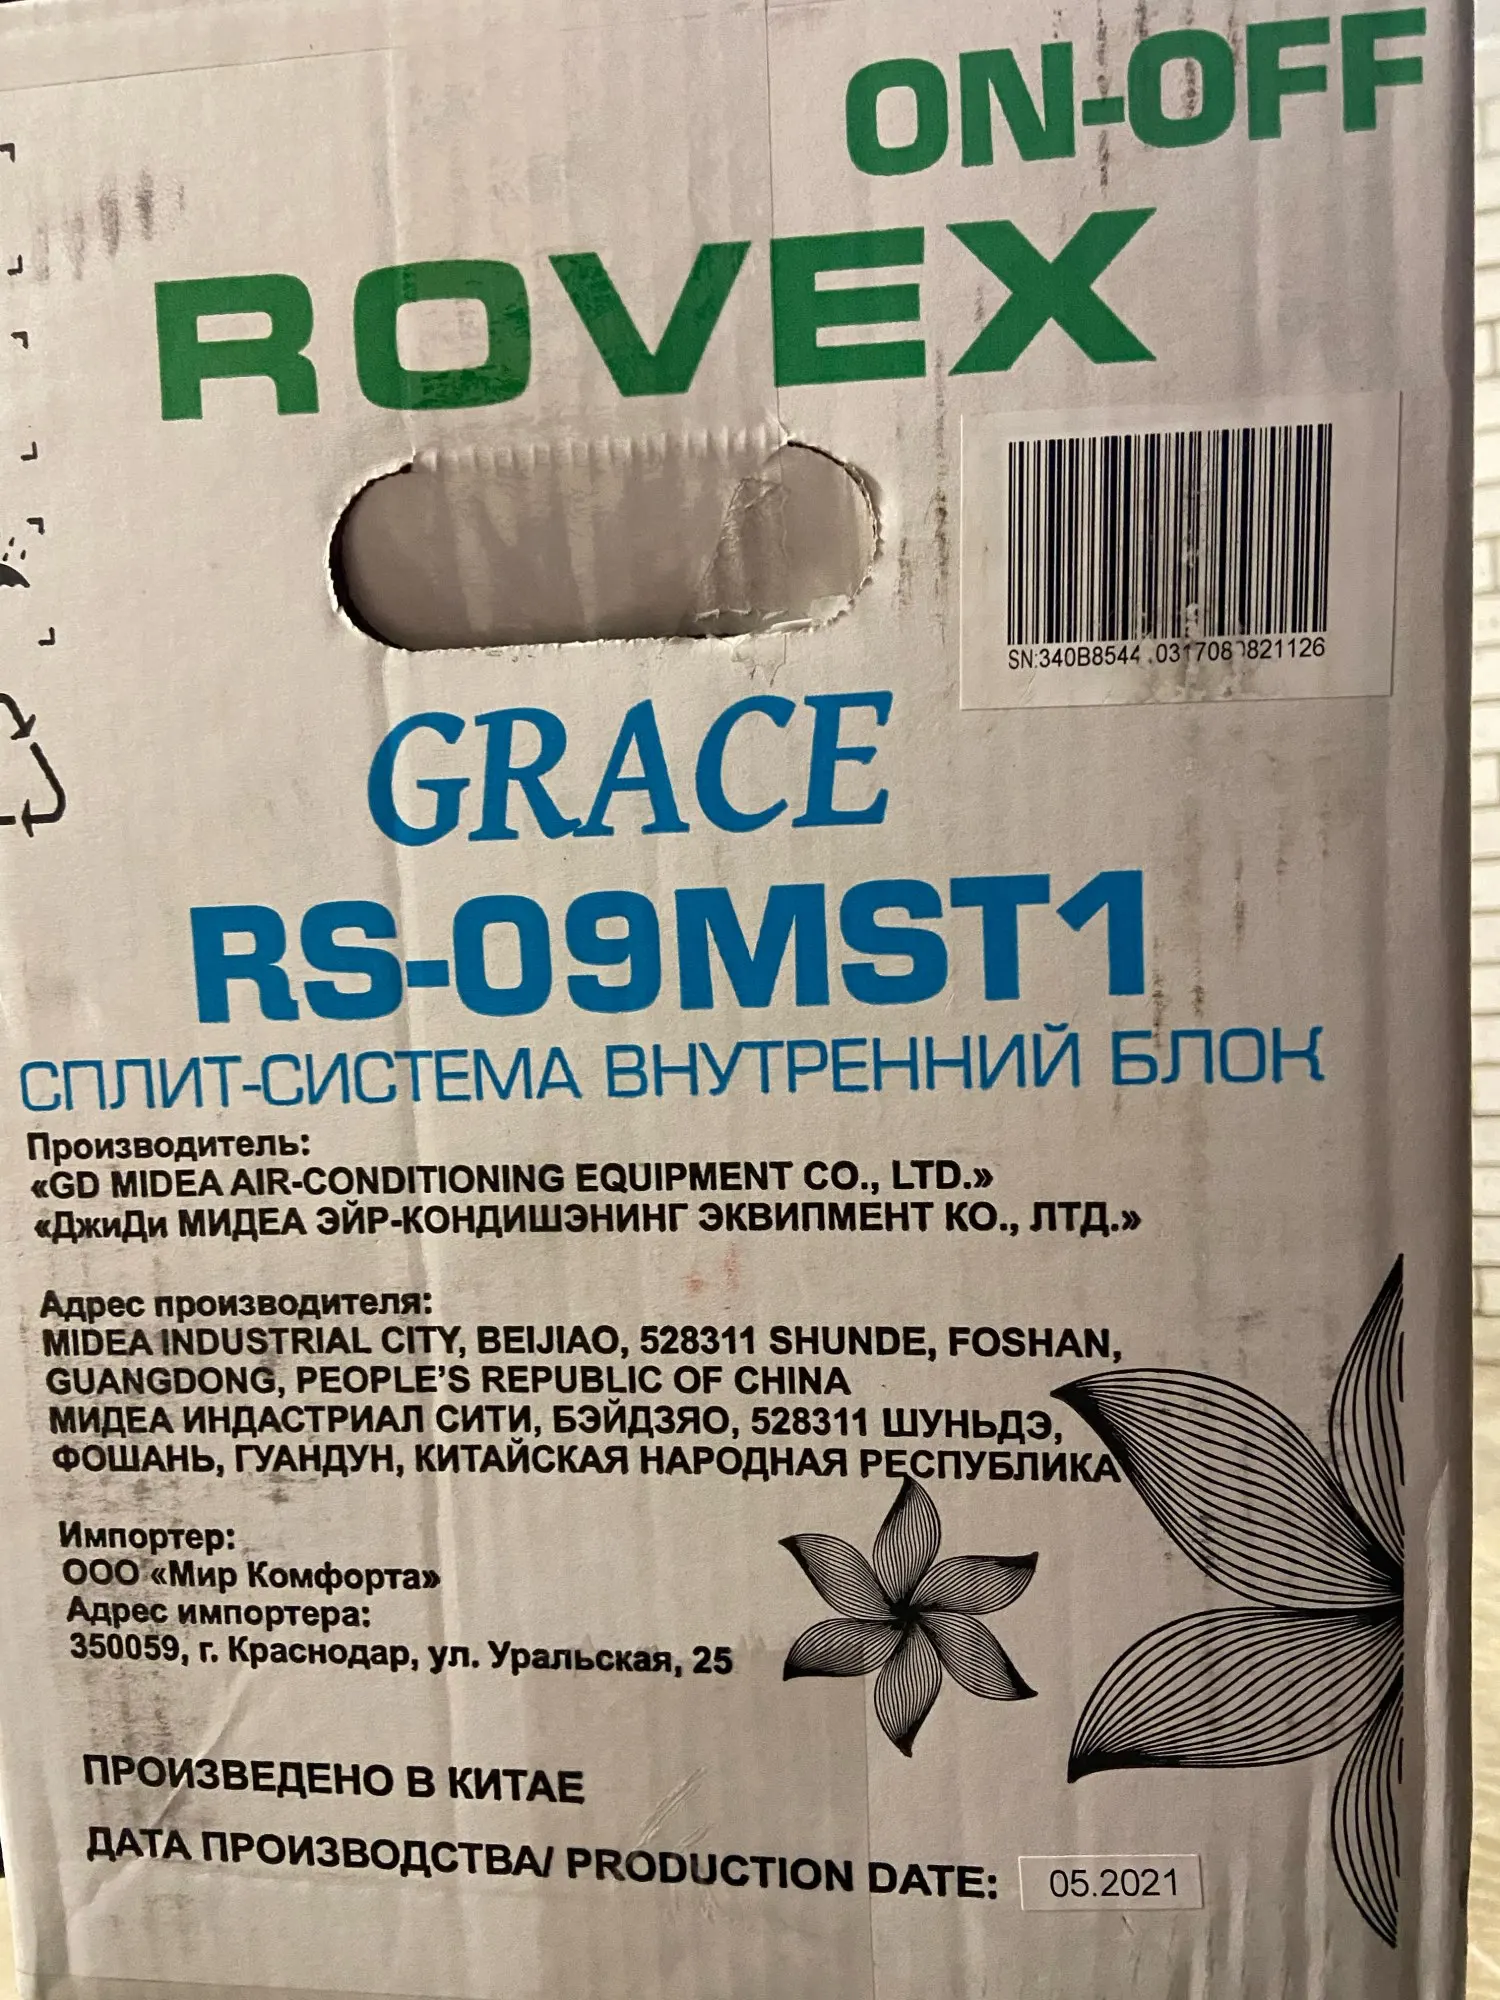 ON-OFF
ROVEX
GRACE
RS-09MST1
СПЛИТ-СИСТЕМА ВНУТРЕННИЙ БЛОК
Производитель:
«GD MIDEA AIR-CONDITIONING EQUIPMENT CO., LTD.»
«ДжиДи МИДЕА ЭЙР-КОНДИШЭНИНГ ЭКВИПМЕНТ КО., ЛТД.»
Адрес производителя:
MIDEA INDUSTRIAL CITY, BEIJIAO, 528311 SHUNDE, FOSHAN,
GUANGDONG, PEOPLE'S REPUBLIC OF CHINA
МИДЕА ИНДАСТРИАЛ СИТИ, БЭЙДЗЯО, 528311 ШУНЬДЭ,
ФОШАНЬ, ГУАНДУН, КИТАЙСКАЯ НАРОДНАЯ РЕСПУБЛИКА
Импортер:
ООО «Мир Комфорта»
Адрес импортера:
350059, г. Краснодар, ул. Уральская, 25
ПРОИЗВЕДЕНО В КИТАЕ
ДАТА ПРОИЗВОДСТВА/ PRODUCTION DATE: 05.2021